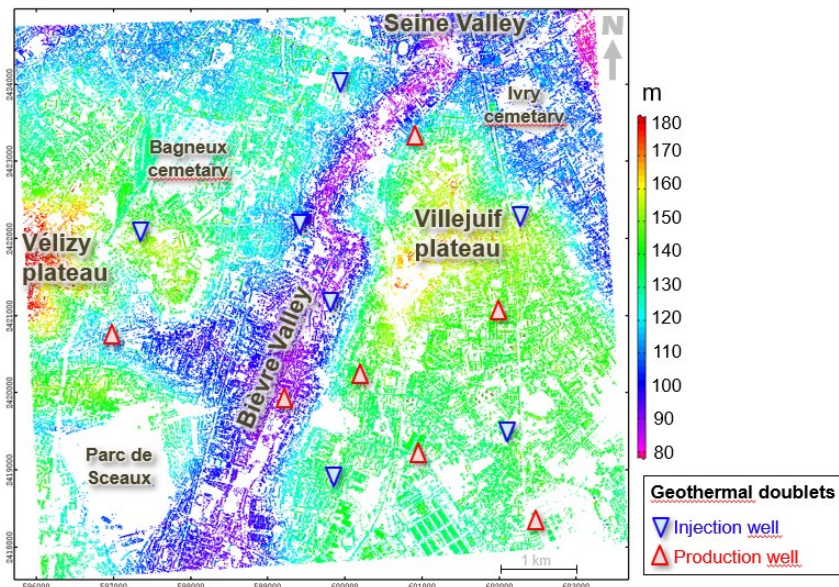 Seine Valley
N
Ivry
cemetarv
Bagneux
cemetarv
Vélizy
plateau
Villejuif
plateau
Bièvre Valley
Parc de
Sceaux
1 km
2424000
2423000
2422000
2421000
2420000
2419000
2418000
596000
597000
598000
599000
600000
601000
602000
603000
m
180
170
160
150
140
130
120
110
100
90
80
Geothermal doublets
Injection well
Production well